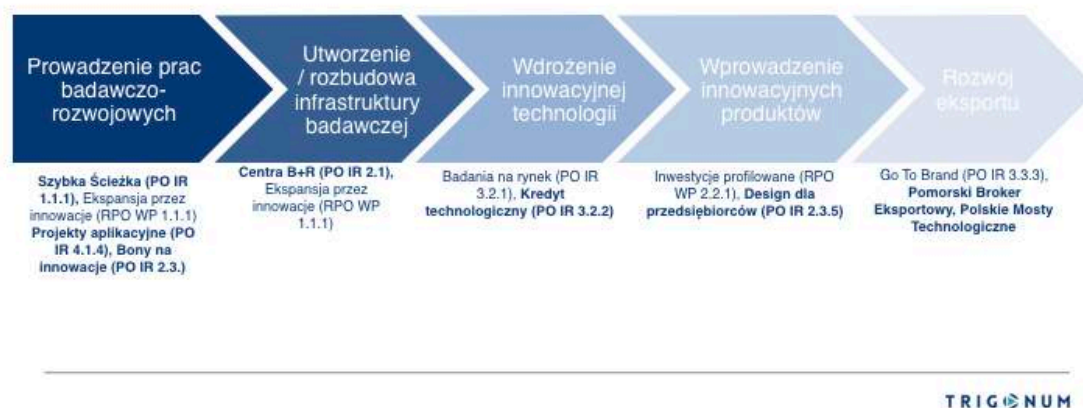 Prowadzenie prac
badawczo-
rozwojowych
Utworzenie
/ rozbudowa
infrastruktury
badawczej
Wdrożenie
innowacyjnej
technologii
Wprowadzenie
innowacyjnych
produktów
Rozwój
eksportu
Szybka Ścieżka (PO IR
1.1.1), Ekspansja przez
innowacje (RPO WP 1.1.1)
Projekty aplikacyjne (PO
IR 4.1.4), Bony na
innowacje (PO IR 2.3.)
Centra B+R (PO IR 2.1),
Ekspansja przez
innowacje (RPO WP
1.1.1)
Badania na rynek (PO IR
3.2.1), Kredyt
technologiczny (PO IR 3.2.2)
Inwestycje profilowane (RPO
WP 2.2.1), Design dla
przedsiębiorców (PO IR 2.3.5)
Go To Brand (PO IR 3.3.3),
Pomorski Broker
Eksportowy, Polskie Mosty
Technologiczne
TRIGONUM